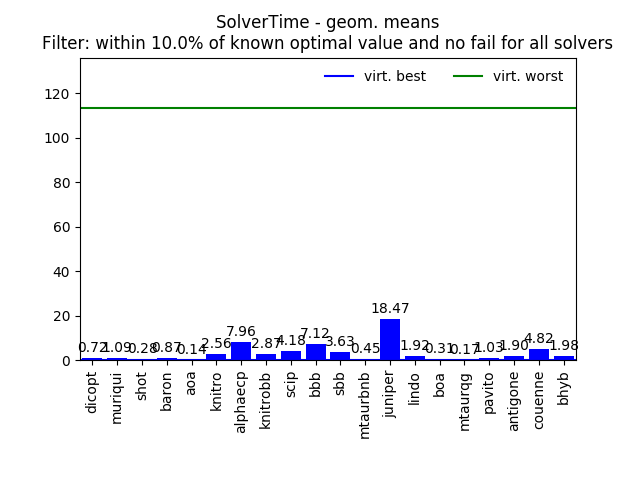 SolverTime - geom. means
Filter: within 10.0% of known optimal value and no fail for all solvers
virt. best virt. worst
120
100
80
60
40
20
0
0.72 1.09 0.28 0.87 0.14 2.56 7.96 2.87 4.18 7.12 3.63 0.45 18.47 1.92 0.31 0.17 1.03 1.90 4.82 1.98
dicopt
muriqui
shot
baron
aoa
knitro
alphaecp
knitrobb
scip
bbb
sbb
mtaurbnb
juniper
lindo
boa
mtaurqg
pavito
antigone
couenne
bhyb